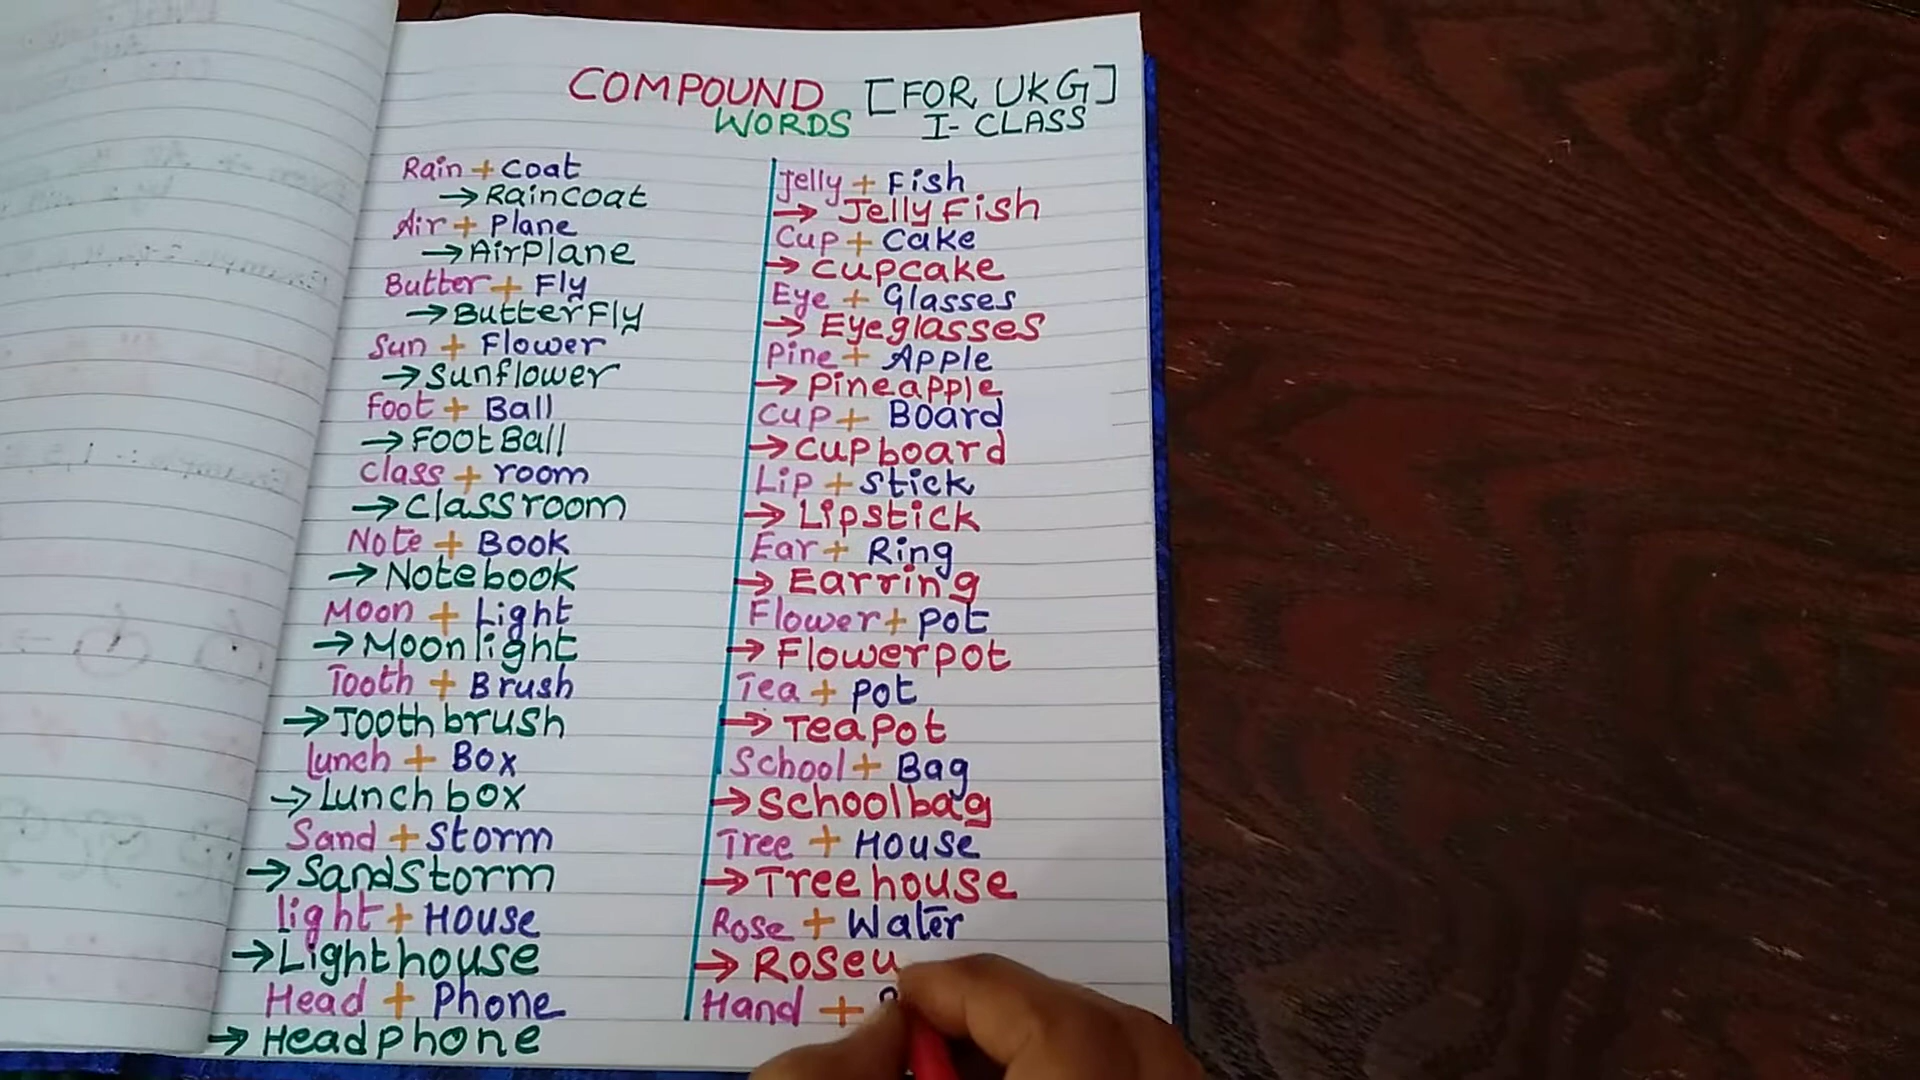 COMPOUND [FOR UKG]
WORDS I- CLASS
Rain + Coat
→ Raincoat
Air + Plane
→ AirPlane
Butter + Fly
→ ButterFly
Sun + Flower
→ Sunflower
Foot + Ball
→ FootBall
Class + room
→ Classroom
Note + Book
→ Notebook
Moon + Light
→ Moonlight
Tooth + Brush
→ Toothbrush
Lunch + Box
→ Lunchbox
Sand + Storm
→ Sandstorm
light + House
→ Lighthouse
Head + Phone
→ Headphone
Jelly + Fish
→ JellyFish
Cup + Cake
→ Cupcake
Eye + Glasses
→ Eyeglasses
Pine + Apple
→ Pineapple
Cup + Board
→ Cupboard
Lip + Stick
→ Lipstick
Ear + Ring
→ Earring
Flower + Pot
→ Flowerpot
Tea + Pot
→ TeaPot
School + Bag
→ Schoolbag
Tree + House
→ Treehouse
Rose + Water
→ Rose
Hand +